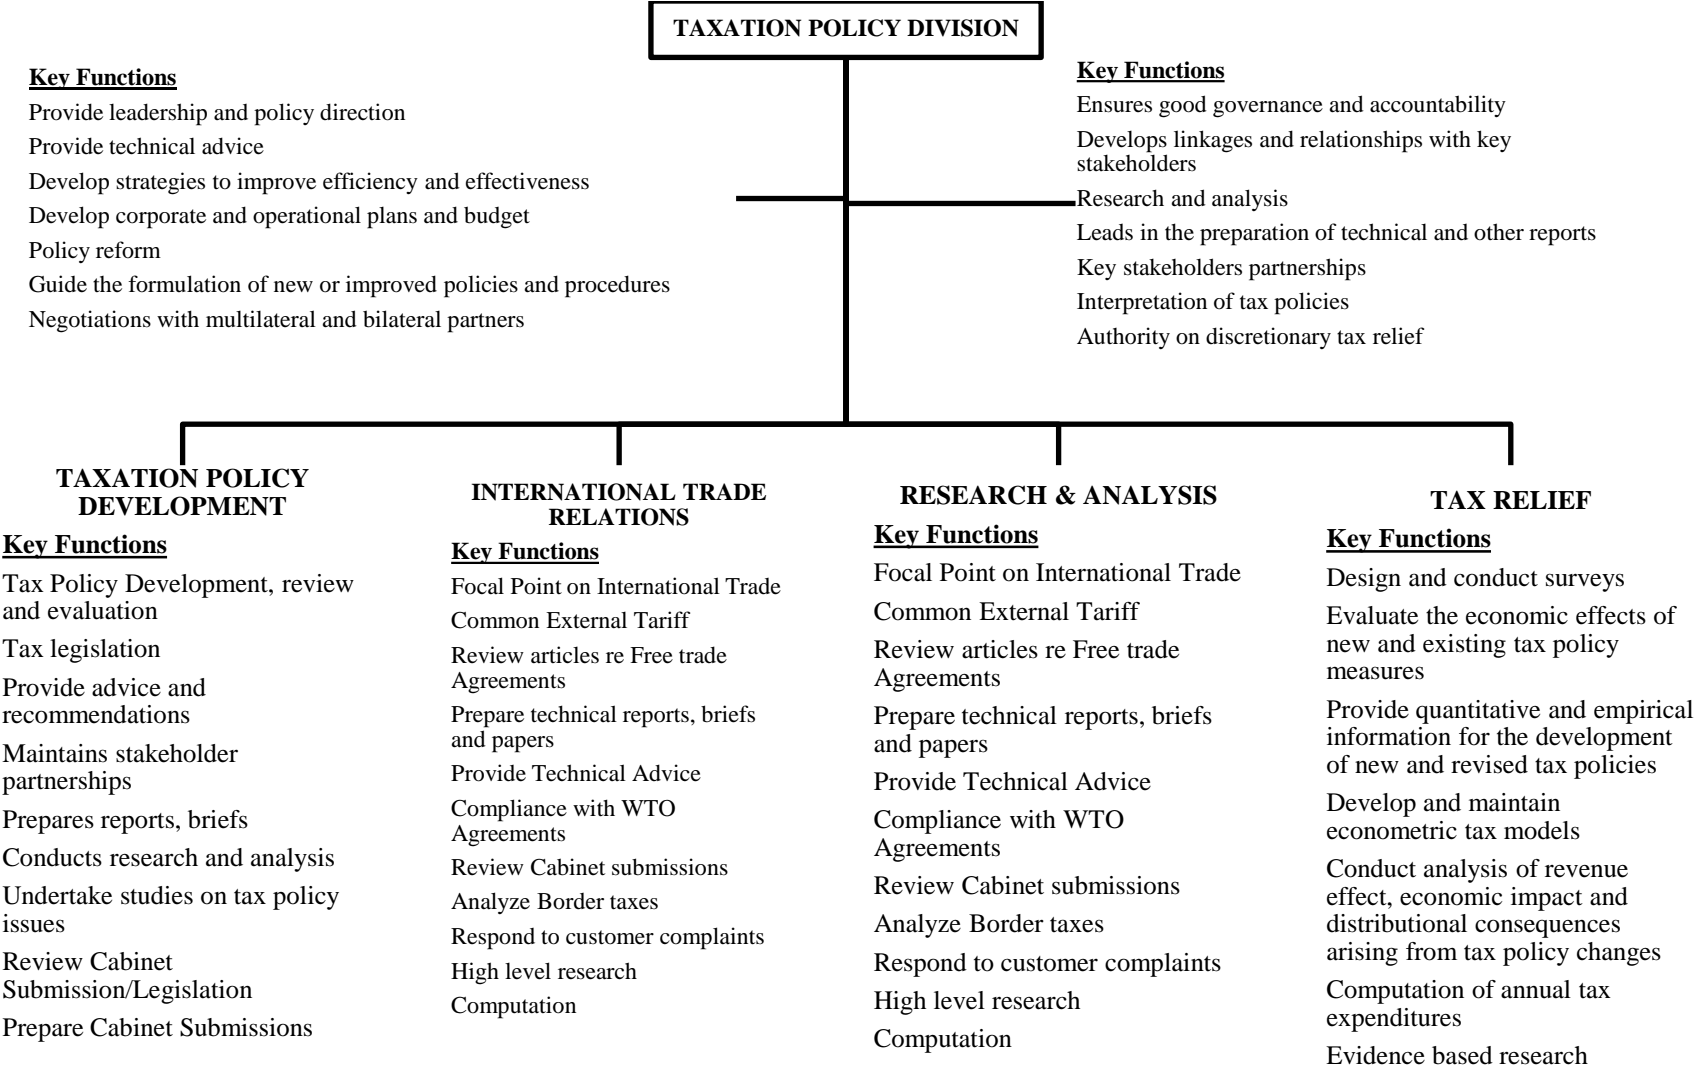 TAXATION POLICY DIVISION
Key Functions
Provide leadership and policy direction
Provide technical advice
Develop strategies to improve efficiency and effectiveness
Develop corporate and operational plans and budget
Policy reform
Guide the formulation of new or improved policies and procedures
Negotiations with multilateral and bilateral partners
Key Functions
Ensures good governance and accountability
Develops linkages and relationships with key
stakeholders
Research and analysis
Leads in the preparation of technical and other reports
Key stakeholders partnerships
Interpretation of tax policies
Authority on discretionary tax relief
TAXATION POLICY
DEVELOPMENT
Key Functions
Tax Policy Development, review
and evaluation
Tax legislation
Provide advice and
recommendations
Maintains stakeholder
partnerships
Prepares reports, briefs
Conducts research and analysis
Undertake studies on tax policy
issues
Review Cabinet
Submission/Legislation
Prepare Cabinet Submissions
INTERNATIONAL TRADE
RELATIONS
Key Functions
Focal Point on International Trade
Common External Tariff
Review articles re Free trade
Agreements
Prepare technical reports, briefs
and papers
Provide Technical Advice
Compliance with WTO
Agreements
Review Cabinet submissions
Analyze Border taxes
Respond to customer complaints
High level research
Computation
RESEARCH & ANALYSIS
Key Functions
Focal Point on International Trade
Common External Tariff
Review articles re Free trade
Agreements
Prepare technical reports, briefs
and papers
Provide Technical Advice
Compliance with WTO
Agreements
Review Cabinet submissions
Analyze Border taxes
Respond to customer complaints
High level research
Computation
TAX RELIEF
Key Functions
Design and conduct surveys
Evaluate the economic effects of
new and existing tax policy
measures
Provide quantitative and empirical
information for the development
of new and revised tax policies
Develop and maintain
econometric tax models
Conduct analysis of revenue
effect, economic impact and
distributional consequences
arising from tax policy changes
Computation of annual tax
expenditures
Evidence based research